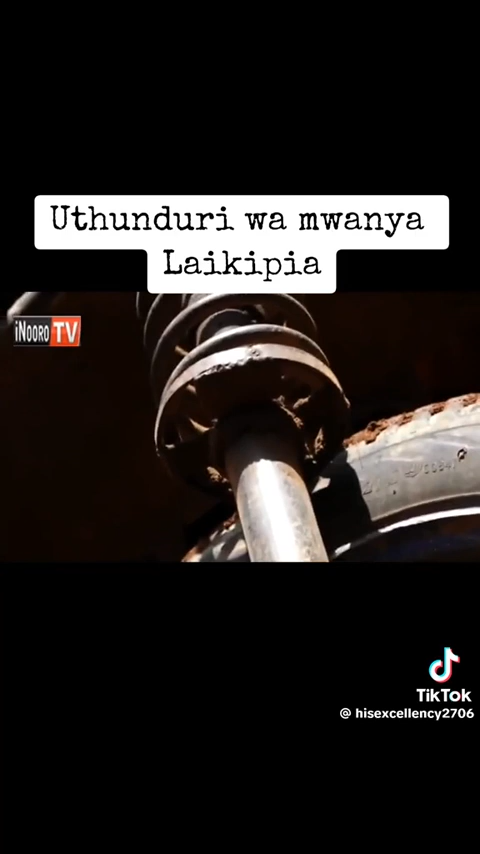 Uthunduri wa mwanya
Laikipia
iNOORO TV
TikTok
@ hisexcellency2706